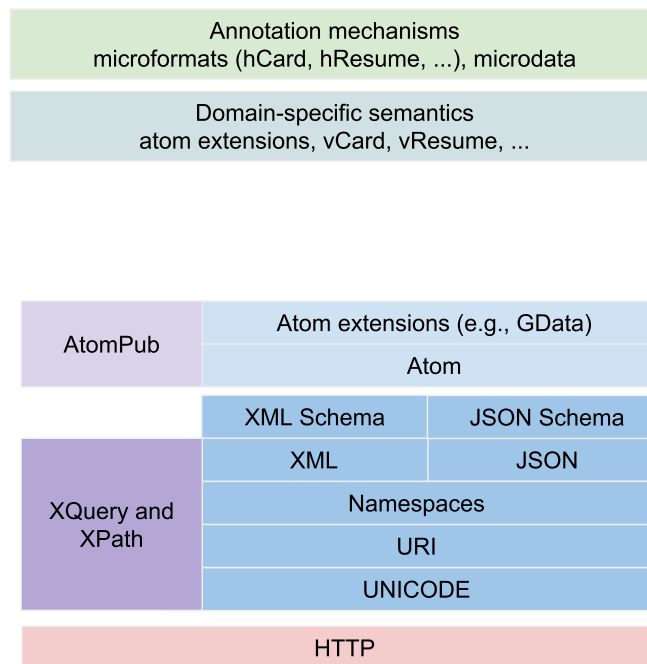 Annotation mechanisms
microformats (hCard, hResume, ...), microdata
Domain-specific semantics
atom extensions, vCard, vResume, ...
AtomPub
Atom extensions (e.g., GData)
Atom
XML Schema
JSON Schema
XQuery and
XPath
XML
JSON
Namespaces
URI
UNICODE
HTTP